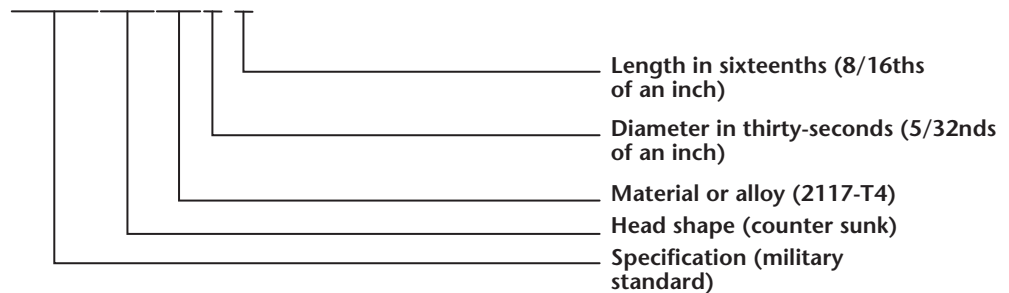 Length in sixteenths (8/16ths
of an inch)
Diameter in thirty-seconds (5/32nds
of an inch)
Material or alloy (2117-T4)
Head shape (counter sunk)
Specification (military
standard)